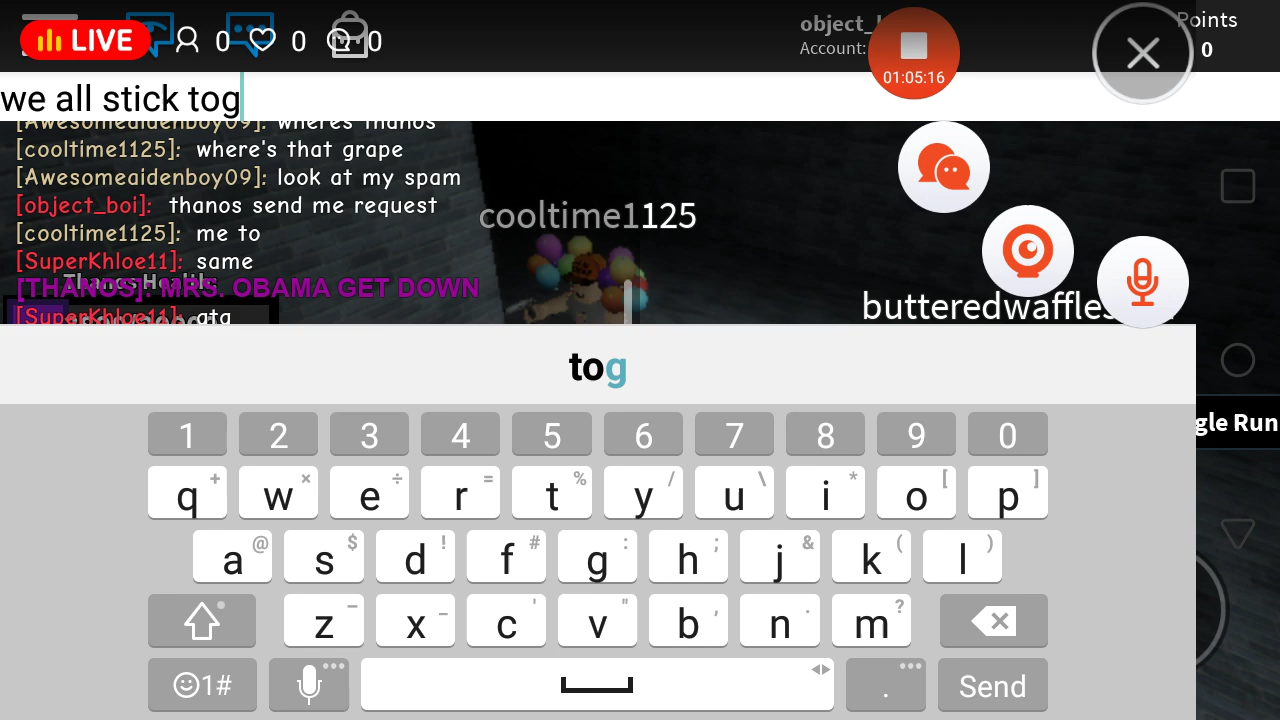 LIVE 0 0 0
object_
Account:
Points
0
01:05:16
we all stick tog
[Awesomeaidenboy09]: wheres thanos
[cooltime1125]: where's that grape
[Awesomeaidenboy09]: look at my spam
[object_boi]: thanos send me request
[cooltime1125]: me to
[SuperKhloe11]: same
Thanos Health:
[THANOS]: MRS. OBAMA GET DOWN
[SuperKhloe11]: ata
cooltime1125
butteredwaffles
gle Run
tog
1 2 3 4 5 6 7 8 9 0
q + w × e ÷ r = t % y / u \ i * o [ p ]
a @ s $ d ! f # g : h ; j & k ( l )
z – x _ c ' v " b , n . m ?
1# . Send